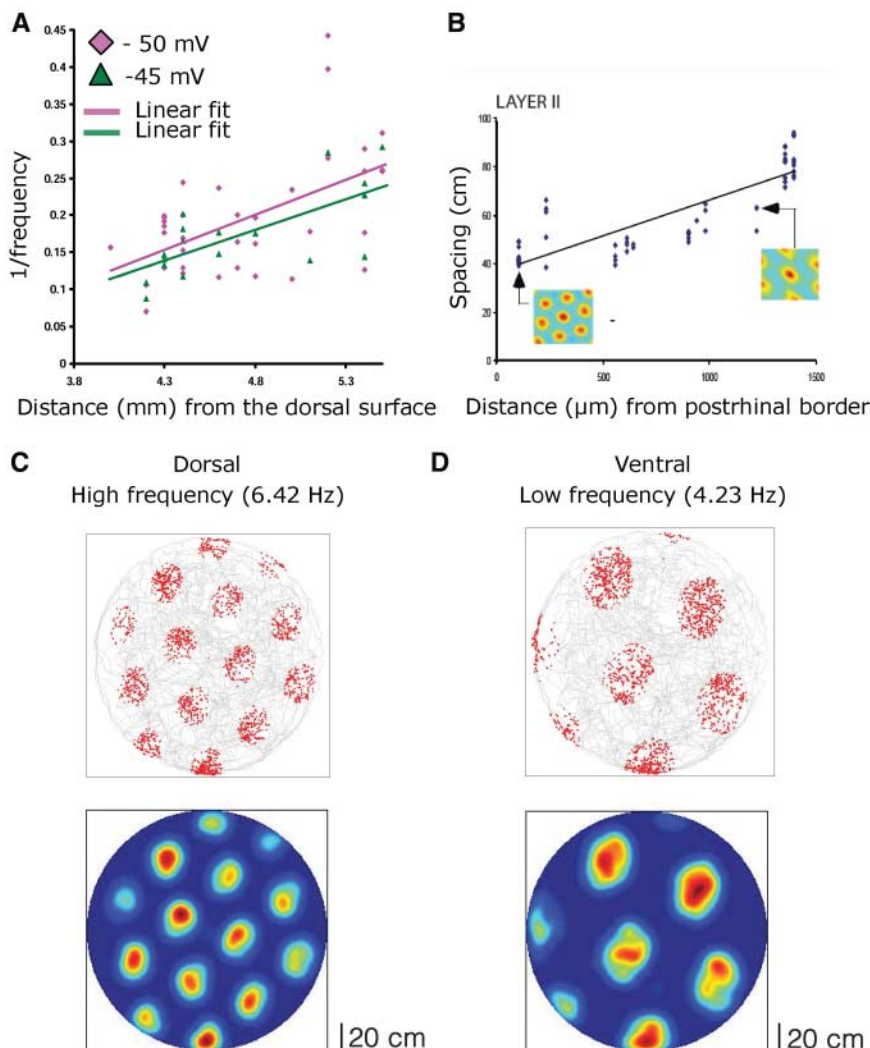 A
0.45
0.4
0.35
0.3
0.25
0.2
0.15
0.1
0.05
0
1/frequency
- 50 mV
-45 mV
Linear fit
Linear fit
3.8
4.3
4.8
5.3
Distance (mm) from the dorsal surface
B
LAYER II
100
80
60
40
20
0
Spacing (cm)
-
0
500
1000
1500
Distance (µm) from postrhinal border
C
Dorsal
High frequency (6.42 Hz)
20 cm
D
Ventral
Low frequency (4.23 Hz)
20 cm